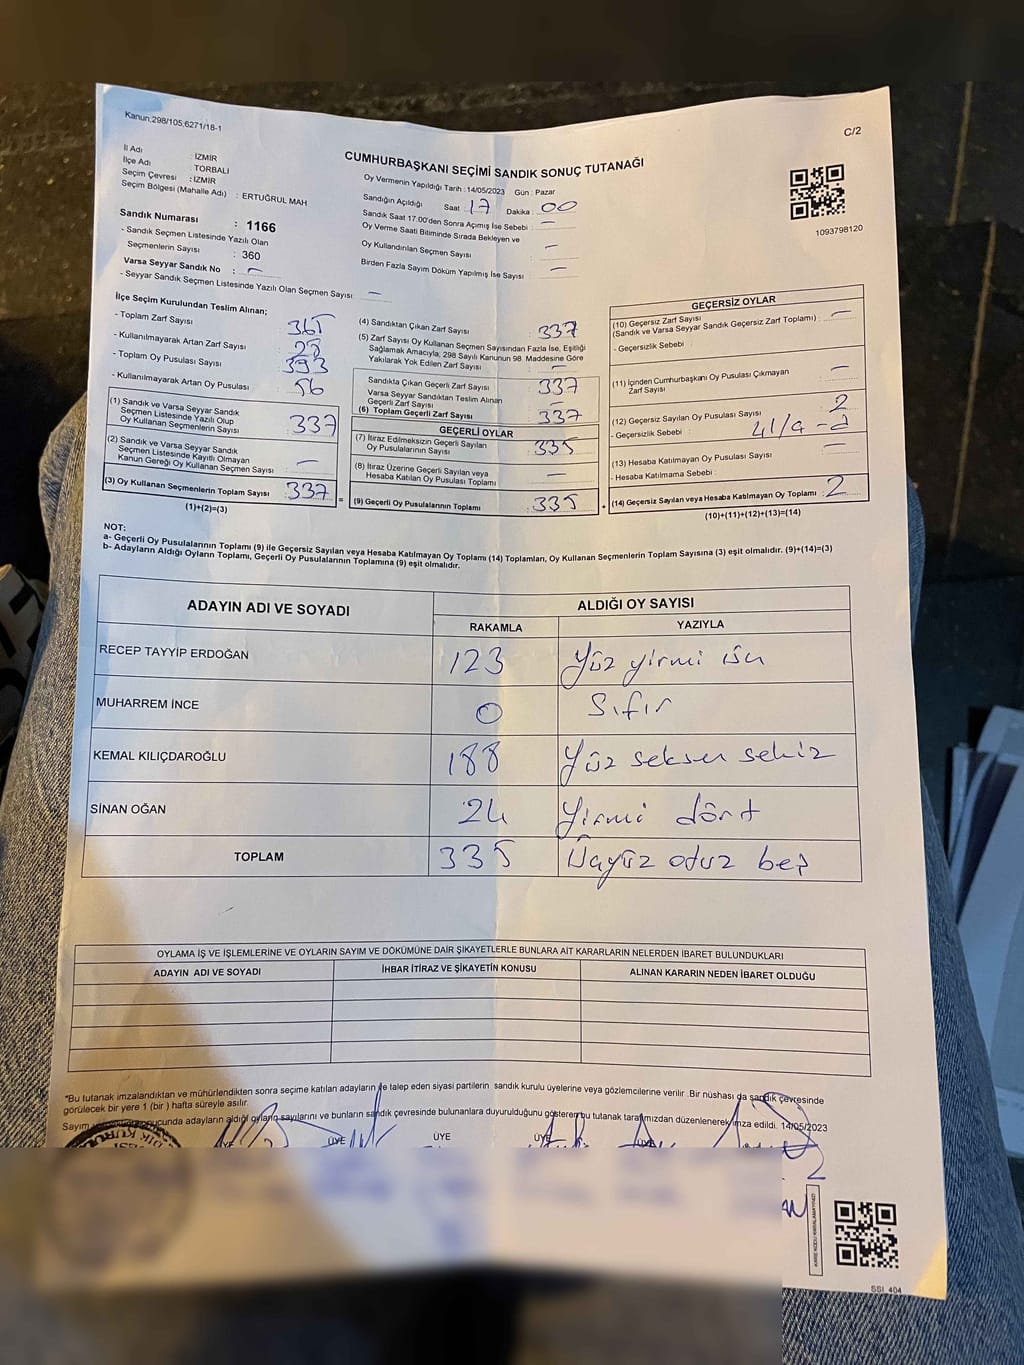 Kanun:298/105;6271/18-1
C/2
CUMHURBAŞKANI SEÇİMİ SANDIK SONUÇ TUTANAĞI
İl Adı : İZMİR
İlçe Adı : TORBALI
Seçim Çevresi : İZMİR
Seçim Bölgesi (Mahalle Adı) : ERTUĞRUL MAH
Sandık Numarası : 1166
- Sandık Seçmen Listesinde Yazılı Olan
Seçmenlerin Sayısı : 360
Varsa Seyyar Sandık No : -
- Seyyar Sandık Seçmen Listesinde Yazılı Olan Seçmen Sayısı -
Oy Vermenin Yapıldığı Tarih : 14/05/2023 Gün : Pazar
Sandığın Açıldığı Saat : 17 Dakika : 00
Sandık Saat 17:00'den Sonra Açımış İse Sebebi : -
Oy Verme Saati Bitiminde Sırada Bekleyen ve
Oy Kullandırılan Seçmen Sayısı -
Birden Fazla Sayım Döküm Yapılmış İse Sayısı -
1093798120
İlçe Seçim Kurulundan Teslim Alınan;
- Toplam Zarf Sayısı 365
- Kullanılmayarak Artan Zarf Sayısı 28
- Toplam Oy Pusulası Sayısı 393
- Kullanılmayarak Artan Oy Pusulası 56
(1) Sandık ve Varsa Seyyar Sandık
Seçmen Listesinde Yazılı Olup
Oy Kullanan Seçmenlerin Sayısı 337
(2) Sandık ve Varsa Seyyar Sandık
Seçmen Listesinde Kayıtlı Olmayan
Kanun Gereği Oy Kullanan Seçmen Sayısı -
(3) Oy Kullanan Seçmenlerin Toplam Sayısı 337 =
(1)+(2)=(3)
(4) Sandıktan Çıkan Zarf Sayısı : 337
(5) Zarf Sayısı Oy Kullanan Seçmen Sayısından Fazla İse, Eşitliği
Sağlamak Amacıyla, 298 Sayılı Kanunun 98. Maddesine Göre
Yakılarak Yok Edilen Zarf Sayısı : -
Sandıkta Çıkan Geçerli Zarf Sayısı 337
Varsa Seyyar Sandıktan Teslim Alınan
Geçerli Zarf Sayısı
(6) Toplam Geçerli Zarf Sayısı 337
GEÇERLİ OYLAR
(7) İtiraz Edilmeksizin Geçerli Sayılan
Oy Pusulalarının Toplamı 335
(8) İtiraz Üzerine Geçerli Sayılan veya
Hesaba Katılan Oy Pusulası Toplamı -
(9) Geçerli Oy Pusulalarının Toplamı : 335 +
GEÇERSİZ OYLAR
(10) Geçersiz Zarf Sayısı
(Sandık ve Varsa Seyyar Sandık Geçersiz Zarf Toplamı) : -
- Geçersizlik Sebebi :
(11) İçinden Cumhurbaşkanı Oy Pusulası Çıkmayan
Zarf Sayısı -
(12) Geçersiz Sayılan Oy Pusulası Sayısı 2
- Geçersizlik Sebebi : 41/a-2
(13) Hesaba Katılmayan Oy Pusulası Sayısı -
- Hesaba Katılmama Sebebi :
(14) Geçersiz Sayılan veya Hesaba Katılmayan Oy Toplamı : 2
(10)+(11)+(12)+(13)=(14)
NOT:
a- Geçerli Oy Pusulalarının Toplamı (9) ile Geçersiz Sayılan veya Hesaba Katılmayan Oy Toplamı (14) Toplamları, Oy Kullanan Seçmenlerin Toplam Sayısına (3) eşit olmalıdır. (9)+(14)=(3)
b- Adayların Aldığı Oyların Toplamı, Geçerli Oy Pusulalarının Toplamına (9) eşit olmalıdır.
ADAYIN ADI VE SOYADI ALDIĞI OY SAYISI
RAKAMLA YAZIYLA
RECEP TAYYİP ERDOĞAN 123 Yüz yirmi üç
MUHARREM İNCE 0 Sıfır
KEMAL KILIÇDAROĞLU 188 Yüz seksen sekiz
SİNAN OĞAN 24 Yirmi dört
TOPLAM 335 Üçyüz otuz beş
OYLAMA İŞ VE İŞLEMLERİNE VE OYLARIN SAYIM VE DÖKÜMÜNE DAİR ŞİKAYETLERLE BUNLARA AİT KARARLARIN NELERDEN İBARET BULUNDUKLARI
ADAYIN ADI VE SOYADI İHBAR İTİRAZ VE ŞİKAYETİN KONUSU ALINAN KARARIN NEDEN İBARET OLDUĞU
"Bu tutanak imzalandıktan ve mühürlendikten sonra seçime katılan adayların ile talep eden siyasi partilerin sandık kurulu üyelerine veya gözlemcilerine verilir. Bir nüshası da sandık çevresinde
görülecek bir yere 1 (bir) hafta süreyle asılır.
Sayım sonucunda adayların aldığı oyların sayılarını ve bunların sandık çevresinde bulunanlara duyurulduğunu gösteren bu tutanak tarafımızdan düzenlenerek imza edildi. 14/05/2023
ÜYE ÜYE ÜYE ÜYE ÜYE
SSI 404